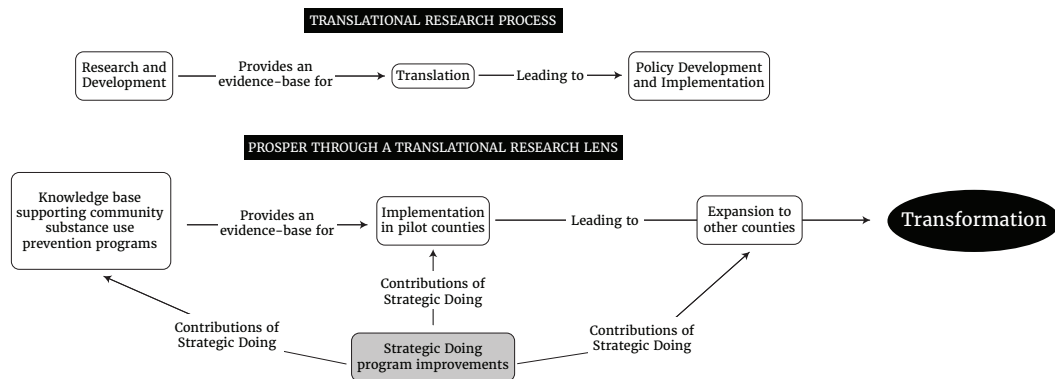 TRANSLATIONAL RESEARCH PROCESS
Research and
Development
Provides an
evidence-base for
Translation
Leading to
Policy Development
and Implementation
PROSPER THROUGH A TRANSLATIONAL RESEARCH LENS
Knowledge base
supporting community
substance use
prevention programs
Provides an
evidence-base for
Implementation
in pilot counties
Leading to
Expansion to
other counties
Transformation
Contributions of
Strategic Doing
Contributions of
Strategic Doing
Contributions of
Strategic Doing
Strategic Doing
program improvements